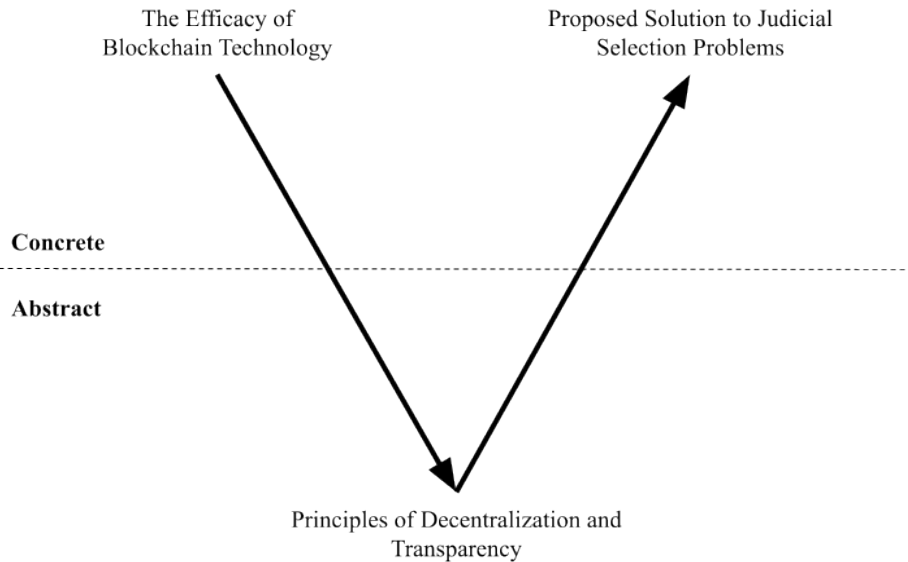 The Efficacy of
Blockchain Technology
Proposed Solution to Judicial
Selection Problems
Concrete
Abstract
Principles of Decentralization and
Transparency